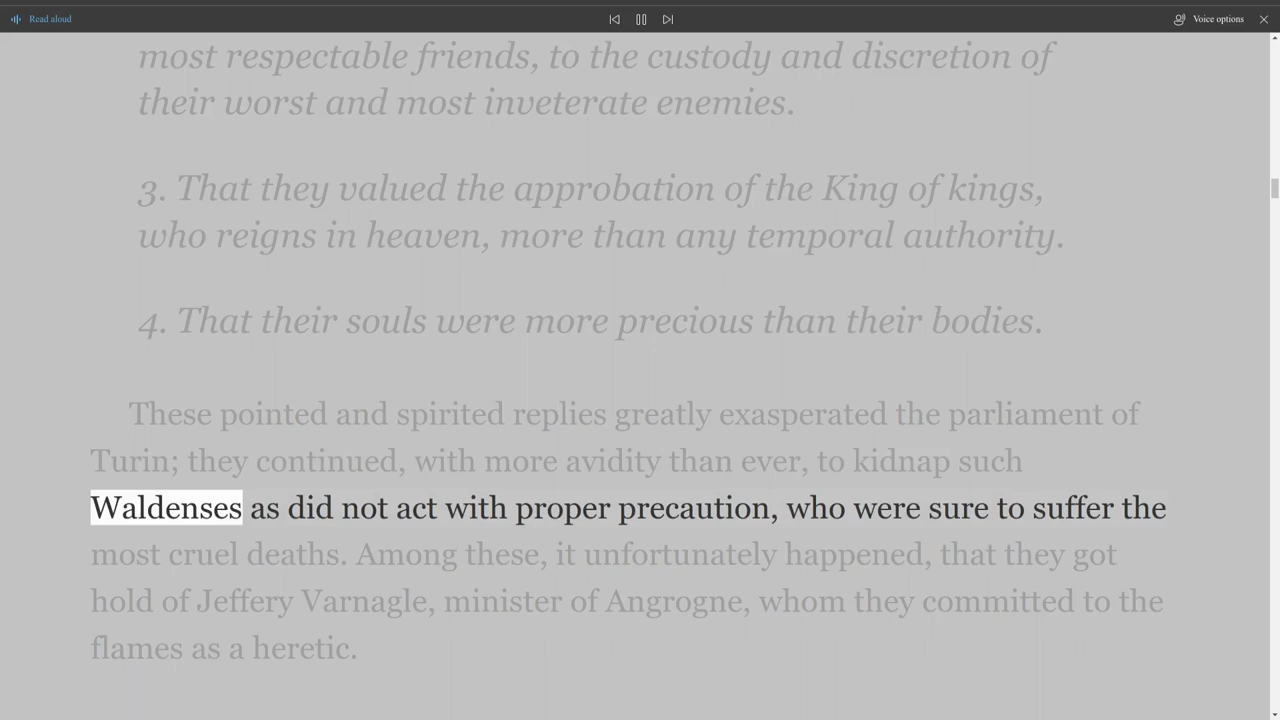 Read aloud
Voice options
most respectable friends, to the custody and discretion of
their worst and most inveterate enemies.
3. That they valued the approbation of the King of kings,
who reigns in heaven, more than any temporal authority.
4. That their souls were more precious than their bodies.
These pointed and spirited replies greatly exasperated the parliament of
Turin; they continued, with more avidity than ever, to kidnap such
Waldenses as did not act with proper precaution, who were sure to suffer the
most cruel deaths. Among these, it unfortunately happened, that they got
hold of Jeffery Varnagle, minister of Angrogne, whom they committed to the
flames as a heretic.